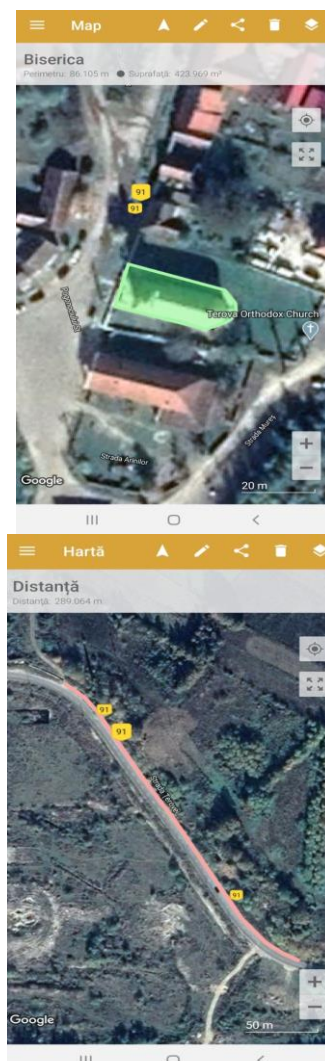 Map
Biserica
Perimetru: 86.105 m ● Suprafață: 423.969 m²
91
91
Terova Orthodox Church
Strada Mureș
Strada Arinilor
Google
20 m
Hartă
Distanță
Distanță: 289.064 m
91
91
91
Google
50 m